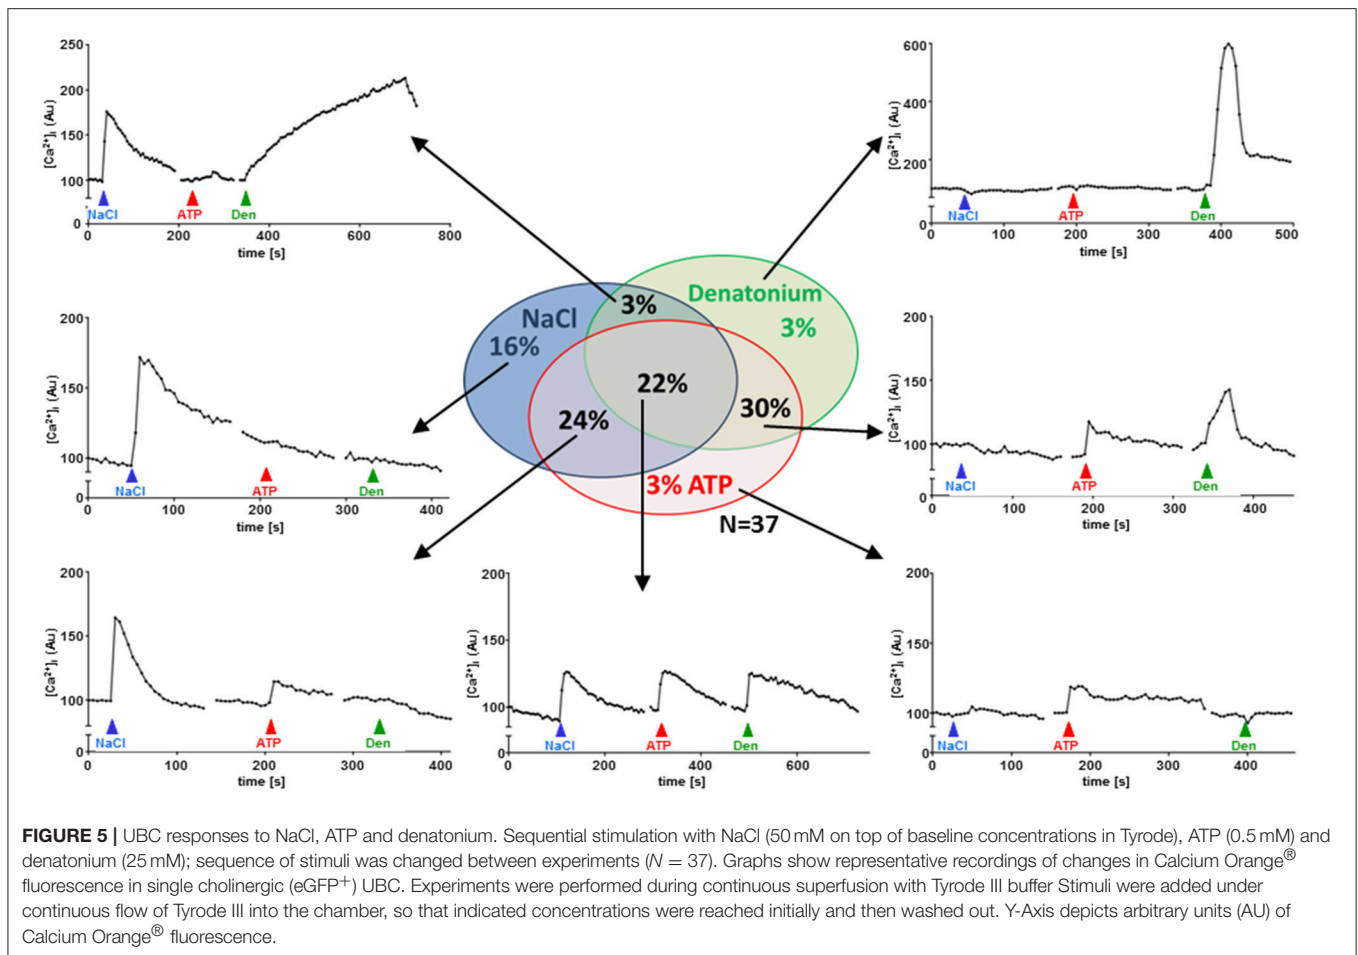 250
200
150
100
50
0
[Ca²⁺]ᵢ (Au)
NaCl
ATP
Den
0 200 400 600 800
time [s]
600
400
200
0
[Ca²⁺]ᵢ (Au)
NaCl
ATP
Den
0 100 200 300 400 500
time [s]
Denatonium
3%
3%
NaCl
16%
22%
24%
30%
3% ATP
N=37
200
150
100
0
[Ca²⁺]ᵢ (Au)
NaCl
ATP
Den
0 100 200 300 400
time [s]
200
150
100
0
[Ca²⁺]ᵢ (Au)
NaCl
ATP
Den
0 100 200 300 400
time [s]
200
150
100
0
[Ca²⁺]ᵢ (Au)
NaCl
ATP
Den
0 100 200 300 400
time [s]
200
150
100
0
[Ca²⁺]ᵢ (Au)
NaCl
ATP
Den
0 200 400 600
time [s]
200
150
100
0
[Ca²⁺]ᵢ (Au)
NaCl
ATP
Den
0 100 200 300 400
time [s]
FIGURE 5 | UBC responses to NaCl, ATP and denatonium. Sequential stimulation with NaCl (50 mM on top of baseline concentrations in Tyrode), ATP (0.5 mM) and
denatonium (25 mM); sequence of stimuli was changed between experiments (N = 37). Graphs show representative recordings of changes in Calcium Orange®
fluorescence in single cholinergic (eGFP⁺) UBC. Experiments were performed during continuous superfusion with Tyrode III buffer Stimuli were added under
continuous flow of Tyrode III into the chamber, so that indicated concentrations were reached initially and then washed out. Y-Axis depicts arbitrary units (AU) of
Calcium Orange® fluorescence.